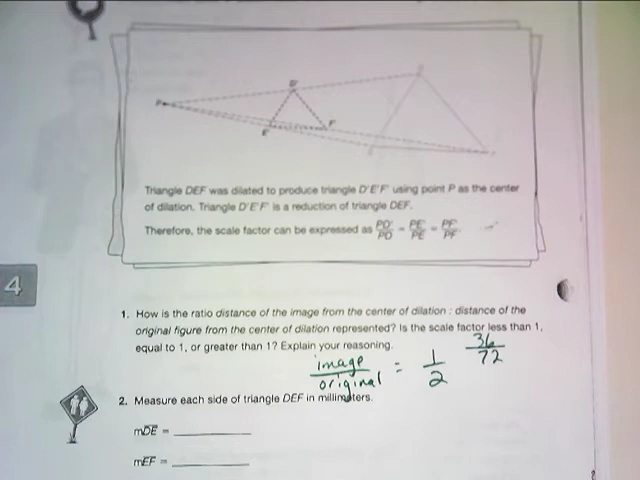 D'
P
E'
F'
Triangle DEF was dilated to produce triangle D'E'F' using point P as the center
of dilation. Triangle D'E'F' is a reduction of triangle DEF.
Therefore, the scale factor can be expressed as PD'/PD = PE'/PE = PF'/PF.
4
1. How is the ratio distance of the image from the center of dilation : distance of the
original figure from the center of dilation represented? Is the scale factor less than 1,
equal to 1, or greater than 1? Explain your reasoning.
image/original = 1/2 36/72
2. Measure each side of triangle DEF in millimeters.
mDE = 
mEF =